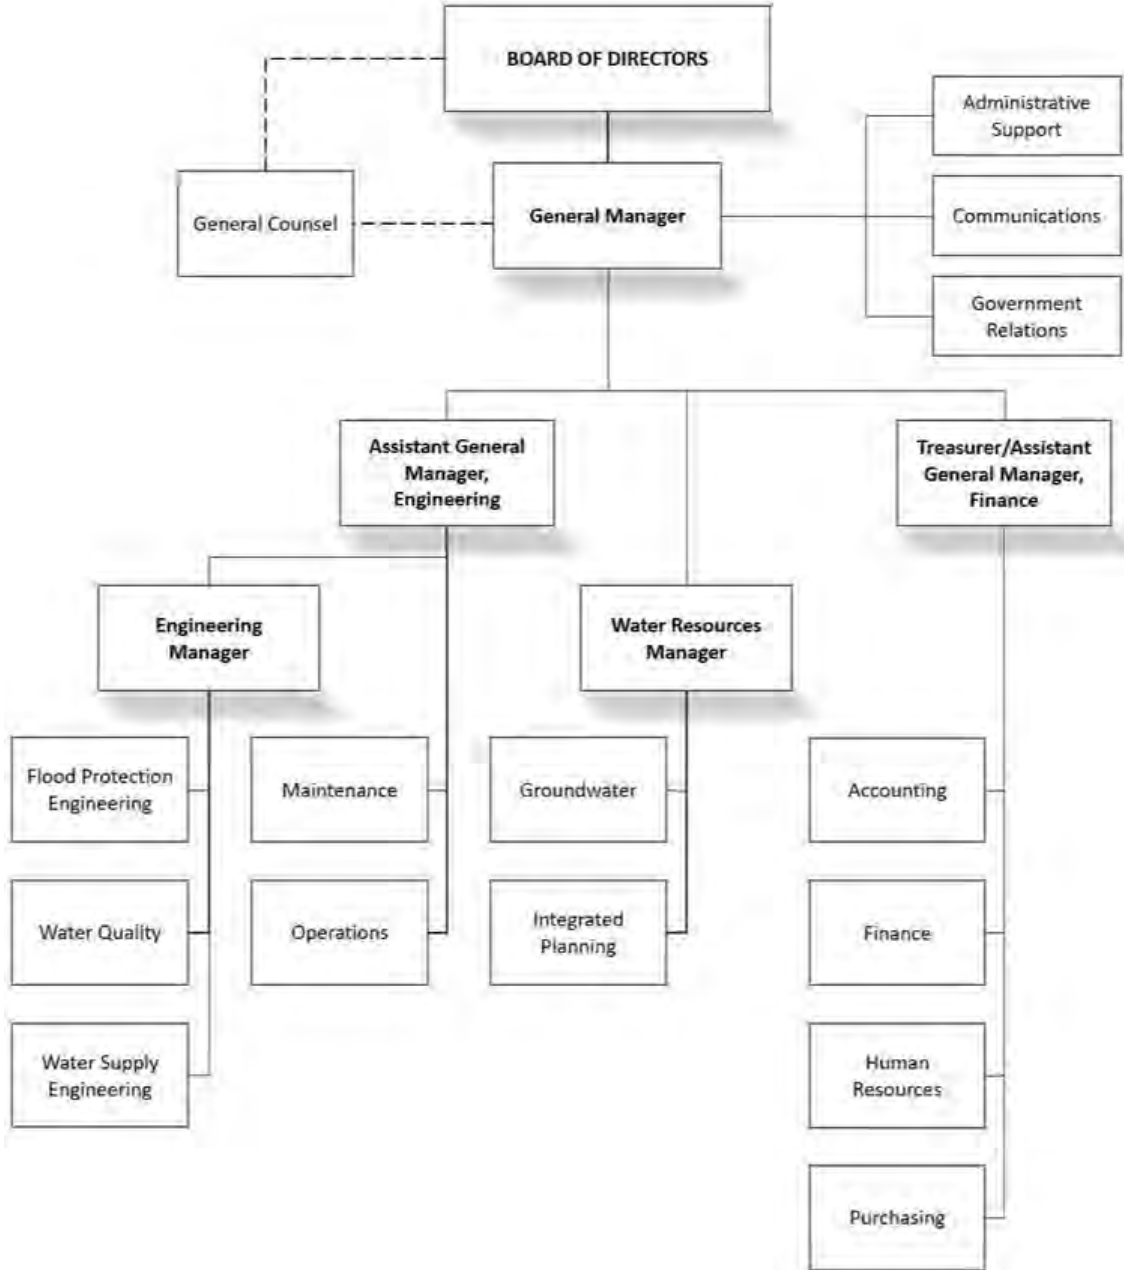 BOARD OF DIRECTORS
Administrative
Support
General Counsel
General Manager
Communications
Government
Relations
Assistant General
Manager,
Engineering
Treasurer/Assistant
General Manager,
Finance
Engineering
Manager
Water Resources
Manager
Flood Protection
Engineering
Maintenance
Groundwater
Accounting
Water Quality
Operations
Integrated
Planning
Finance
Water Supply
Engineering
Human
Resources
Purchasing